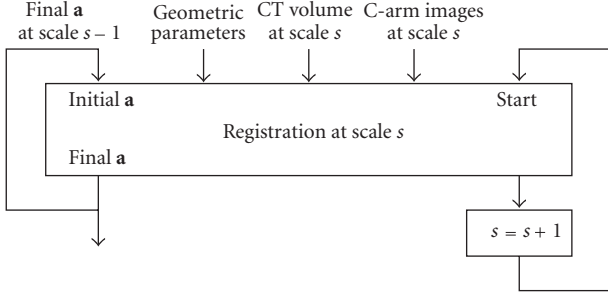 Final a
at scale s – 1
Geometric
parameters
CT volume
at scale s
C-arm images
at scale s
Initial a
Start
Registration at scale s
Final a
s = s + 1